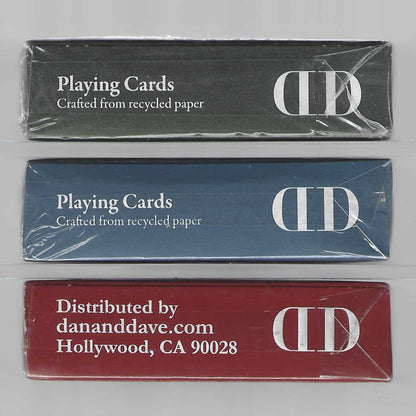 Playing Cards
Crafted from recycled paper
DD
Playing Cards
Crafted from recycled paper
DD
Distributed by
dananddave.com
Hollywood, CA 90028
DD